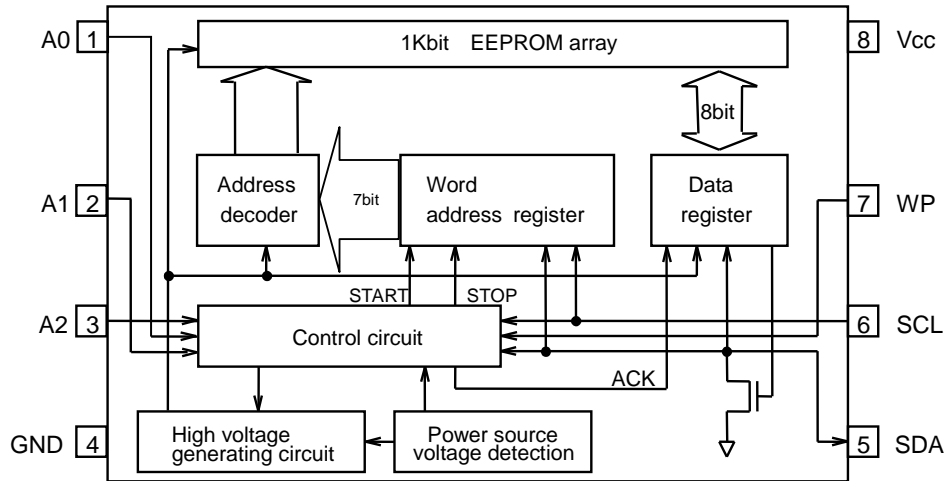 A0 1
1Kbit EEPROM array
8 Vcc
8bit
A1 2
Address
decoder
7bit
Word
address register
Data
register
7 WP
START
STOP
A2 3
Control circuit
6 SCL
ACK
GND 4
High voltage
generating circuit
Power source
voltage detection
5 SDA